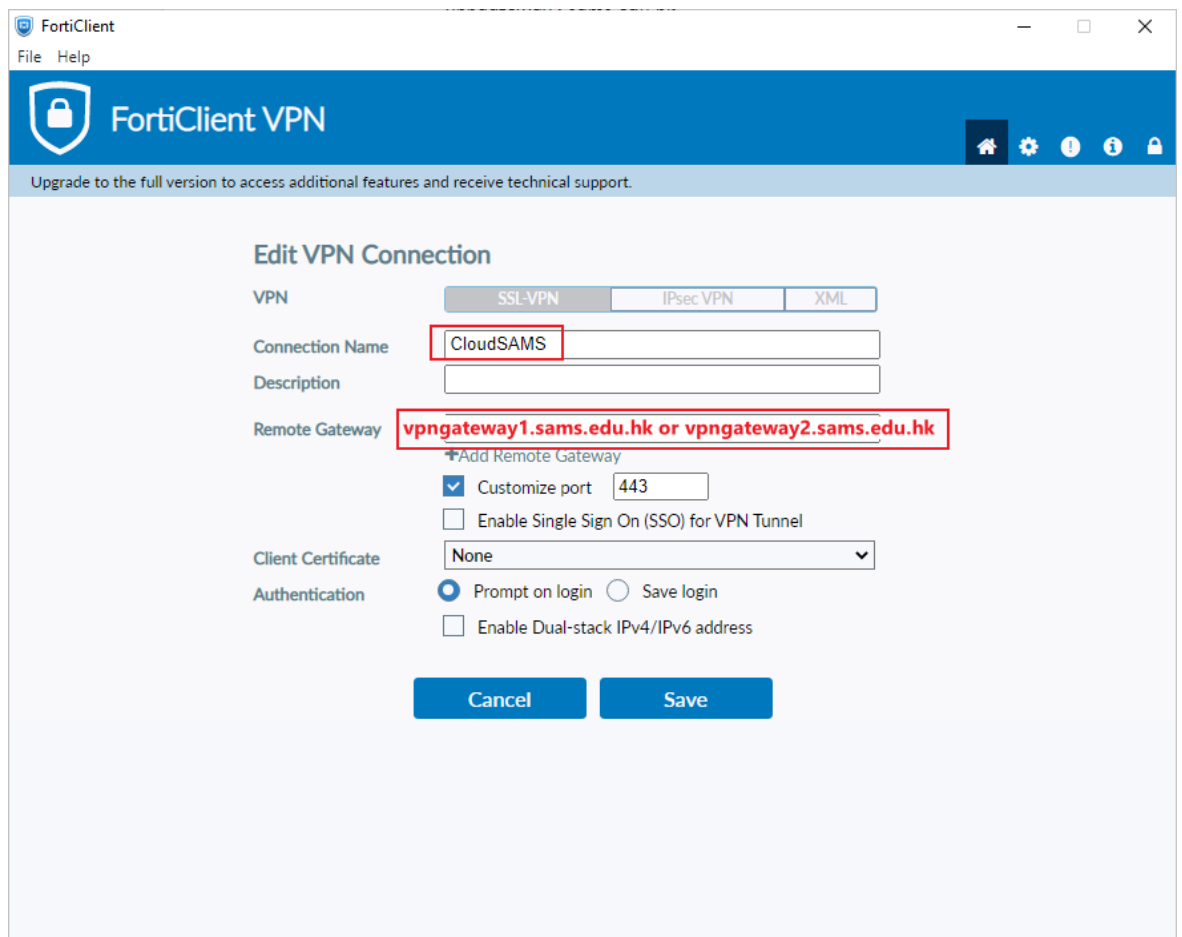 FortiClient
File Help
FortiClient VPN
Upgrade to the full version to access additional features and receive technical support.
Edit VPN Connection
VPN SSL-VPN IPsec VPN XML
Connection Name CloudSAMS
Description
Remote Gateway vpngateway1.sams.edu.hk or vpngateway2.sams.edu.hk
+Add Remote Gateway
Customize port 443
Enable Single Sign On (SSO) for VPN Tunnel
Client Certificate None
Authentication Prompt on login Save login
Enable Dual-stack IPv4/IPv6 address
Cancel Save